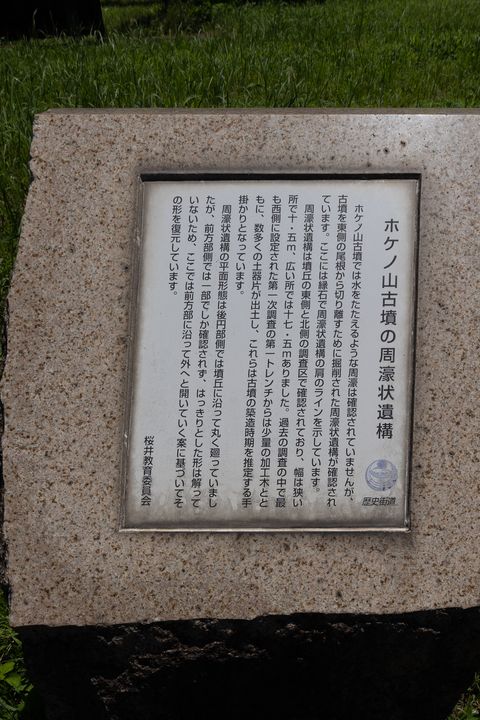 ホケノ山古墳の周濠状遺構
ホケノ山古墳では水をたたえるような周濠は確認されていませんが、
古墳を東側の尾根から切り離すために掘削された周濠状遺構が確認され
ています。ここには縁石で周濠状遺構の肩のラインを示しています。
周濠状遺構は墳丘の東側と北側の調査区で確認されており、幅は狭い
所で十・五ｍ、広い所では十七・五ｍありました。過去の調査の中で最
も西側に設定された第一次調査の第一トレンチからは少量の加工木とと
もに、数多くの土器片が出土し、これらは古墳の築造時期を推定する手
掛かりとなっています。
周濠状遺構の平面形態は後円部側では墳丘に沿って丸く廻っていまし
たが、前方部側では一部でしか確認されず、はっきりとした形は解って
いないため、ここでは前方部に沿って外へと開いていく案に基づいてそ
の形を復元しています。
桜井教育委員会
歴史街道